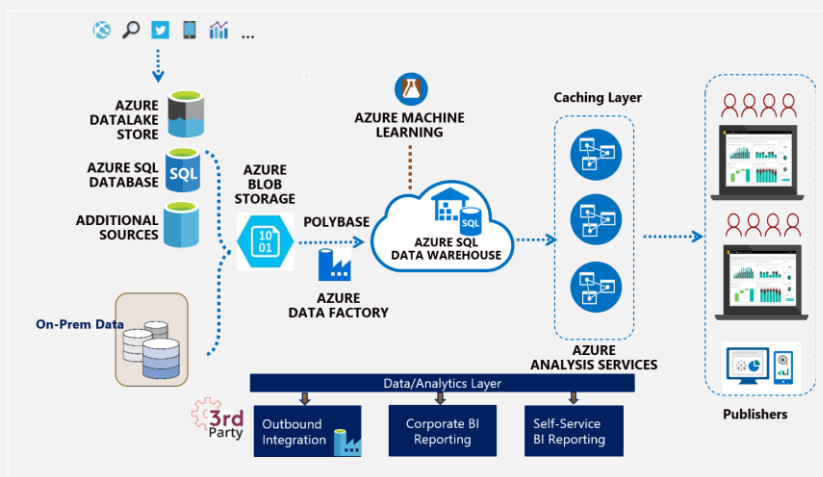 ...
AZURE
DATALAKE
STORE
AZURE SQL
DATABASE
SQL
ADDITIONAL
SOURCES
On-Prem Data
AZURE
BLOB
STORAGE
10
01
POLYBASE
AZURE
DATA FACTORY
C
AZURE MACHINE
LEARNING
SQL
AZURE SQL
DATA WAREHOUSE
Caching Layer
AZURE
ANALYSIS SERVICES
Publishers
Data/Analytics Layer
3rd
Party
Outbound
Integration
Corporate BI
Reporting
Self-Service
BI Reporting